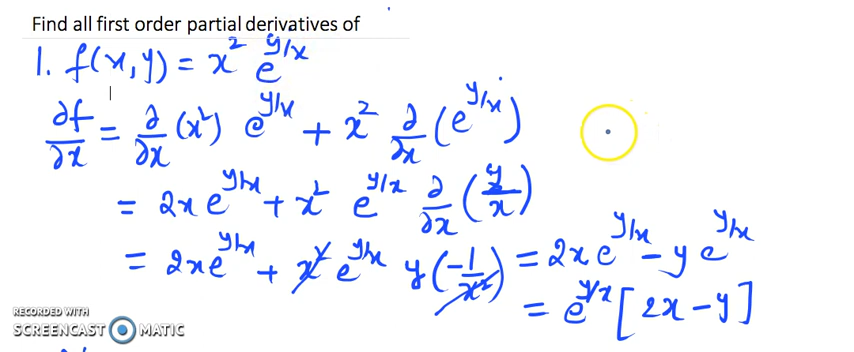 Find all first order partial derivatives of
1. f(x,y) = x² e^{y/x}
∂f/∂x = ∂/∂x (x²) e^{y/x} + x² ∂/∂x (e^{y/x})
= 2x e^{y/x} + x² e^{y/x} ∂/∂x (y/x)
= 2x e^{y/x} + x² e^{y/x} y (-1/x²) = 2x e^{y/x} - y e^{y/x}
= e^{y/x} [2x - y]
RECORDED WITH
SCREENCAST MATIC